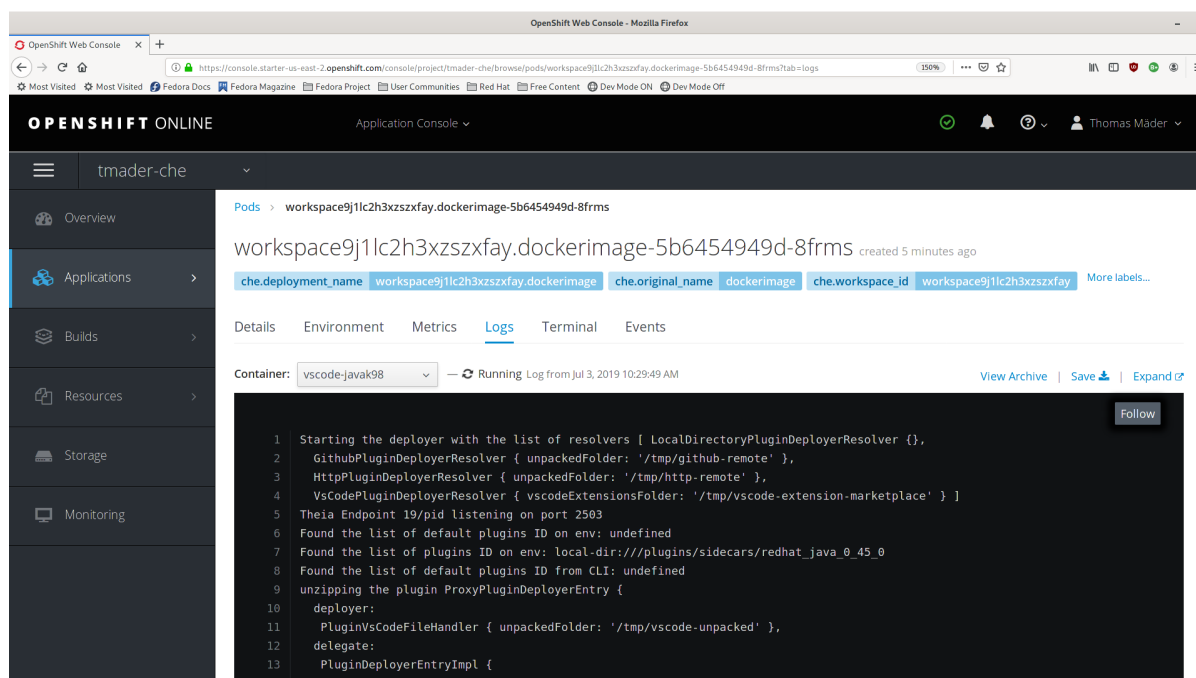 OpenShift Web Console - Mozilla Firefox
OpenShift Web Console
https://console.starter-us-east-2.openshift.com/console/project/tmader-che/browse/pods/workspace9j1lc2h3xzszxfay.dockerimage-5b6454949d-8frms?tab=logs 150%
Most Visited Most Visited Fedora Docs Fedora Magazine Fedora Project User Communities Red Hat Free Content Dev Mode ON Dev Mode Off
OPENSHIFT ONLINE Application Console Thomas Mäder
tmader-che
Overview
Applications
Builds
Resources
Storage
Monitoring
Pods > workspace9j1lc2h3xzszxfay.dockerimage-5b6454949d-8frms
workspace9j1lc2h3xzszxfay.dockerimage-5b6454949d-8frms created 5 minutes ago
che.deployment_name workspace9j1lc2h3xzszxfay.dockerimage che.original_name dockerimage che.workspace_id workspace9j1lc2h3xzszxfay More labels...
Details Environment Metrics Logs Terminal Events
Container: vscode-javak98 — Running Log from Jul 3, 2019 10:29:49 AM
View Archive | Save | Expand
Follow
1 Starting the deployer with the list of resolvers [ LocalDirectoryPluginDeployerResolver {},
2 GithubPluginDeployerResolver { unpackedFolder: '/tmp/github-remote' },
3 HttpPluginDeployerResolver { unpackedFolder: '/tmp/http-remote' },
4 VsCodePluginDeployerResolver { vscodeExtensionsFolder: '/tmp/vscode-extension-marketplace' } ]
5 Theia Endpoint 19/pid listening on port 2503
6 Found the list of default plugins ID on env: undefined
7 Found the list of plugins ID on env: local-dir:///plugins/sidecars/redhat_java_0_45_0
8 Found the list of default plugins ID from CLI: undefined
9 unzipping the plugin ProxyPluginDeployerEntry {
10 deployer:
11 PluginVsCodeFileHandler { unpackedFolder: '/tmp/vscode-unpacked' },
12 delegate:
13 PluginDeployerEntryImpl {